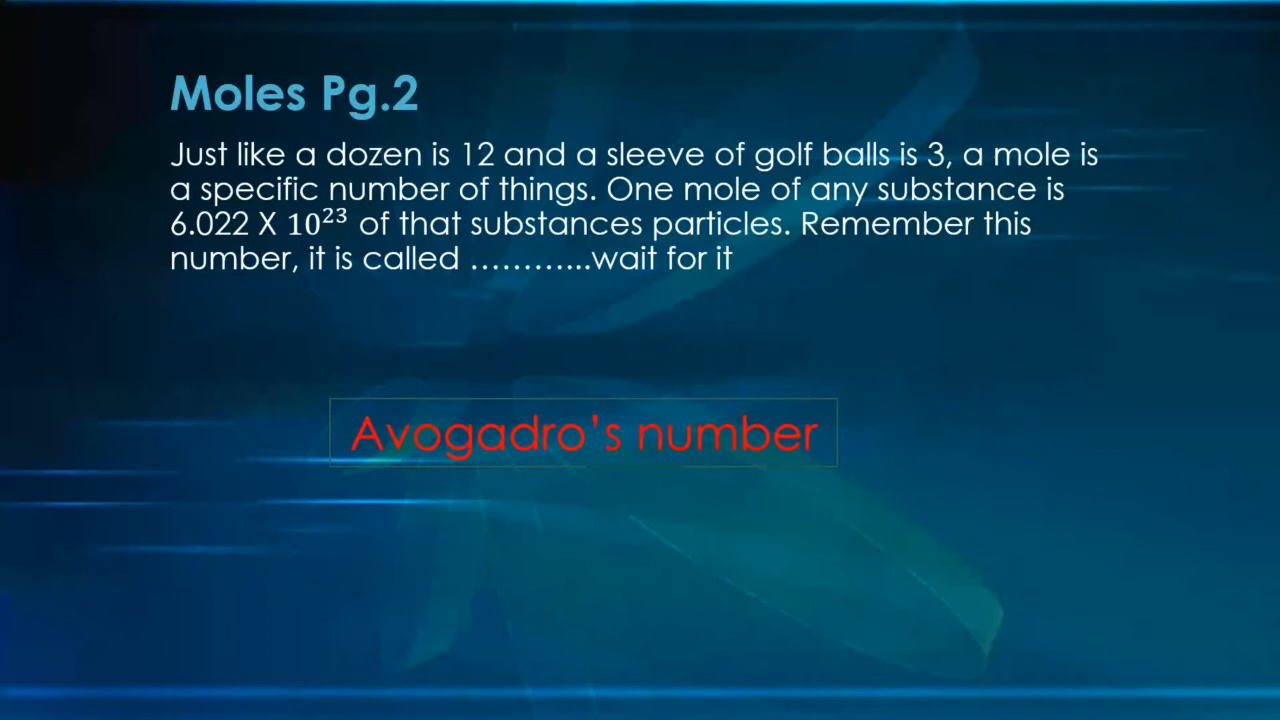 Moles Pg.2
Just like a dozen is 12 and a sleeve of golf balls is 3, a mole is
a specific number of things. One mole of any substance is
6.022 X 10²³ of that substances particles. Remember this
number, it is called …………..wait for it
Avogadro’s number